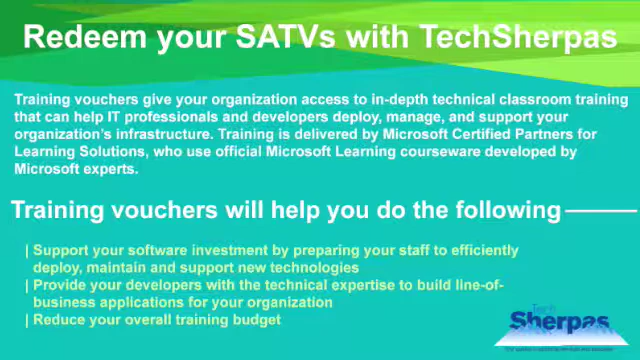 Redeem your SATVs with TechSherpas
Training vouchers give your organization access to in-depth technical classroom training
that can help IT professionals and developers deploy, manage, and support your
organization’s infrastructure. Training is delivered by Microsoft Certified Partners for
Learning Solutions, who use official Microsoft Learning courseware developed by
Microsoft experts.
Training vouchers will help you do the following
| Support your software investment by preparing your staff to efficiently
deploy, maintain and support new technologies
| Provide your developers with the technical expertise to build line-of-
business applications for your organization
| Reduce your overall training budget
Tech
Sherpas